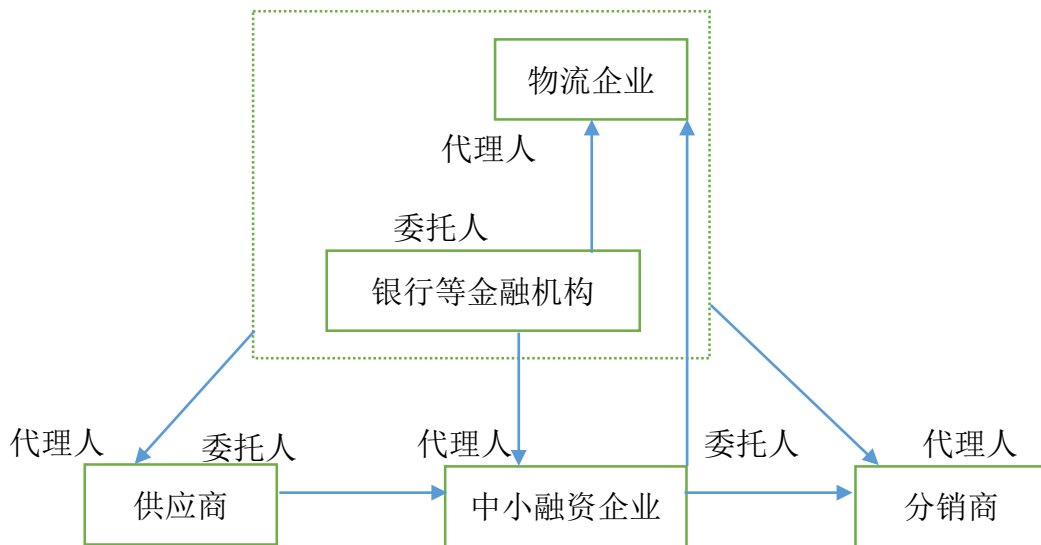 物流企业
代理人
委托人
银行等金融机构
代理人
委托人
代理人
委托人
代理人
供应商
中小融资企业
分销商